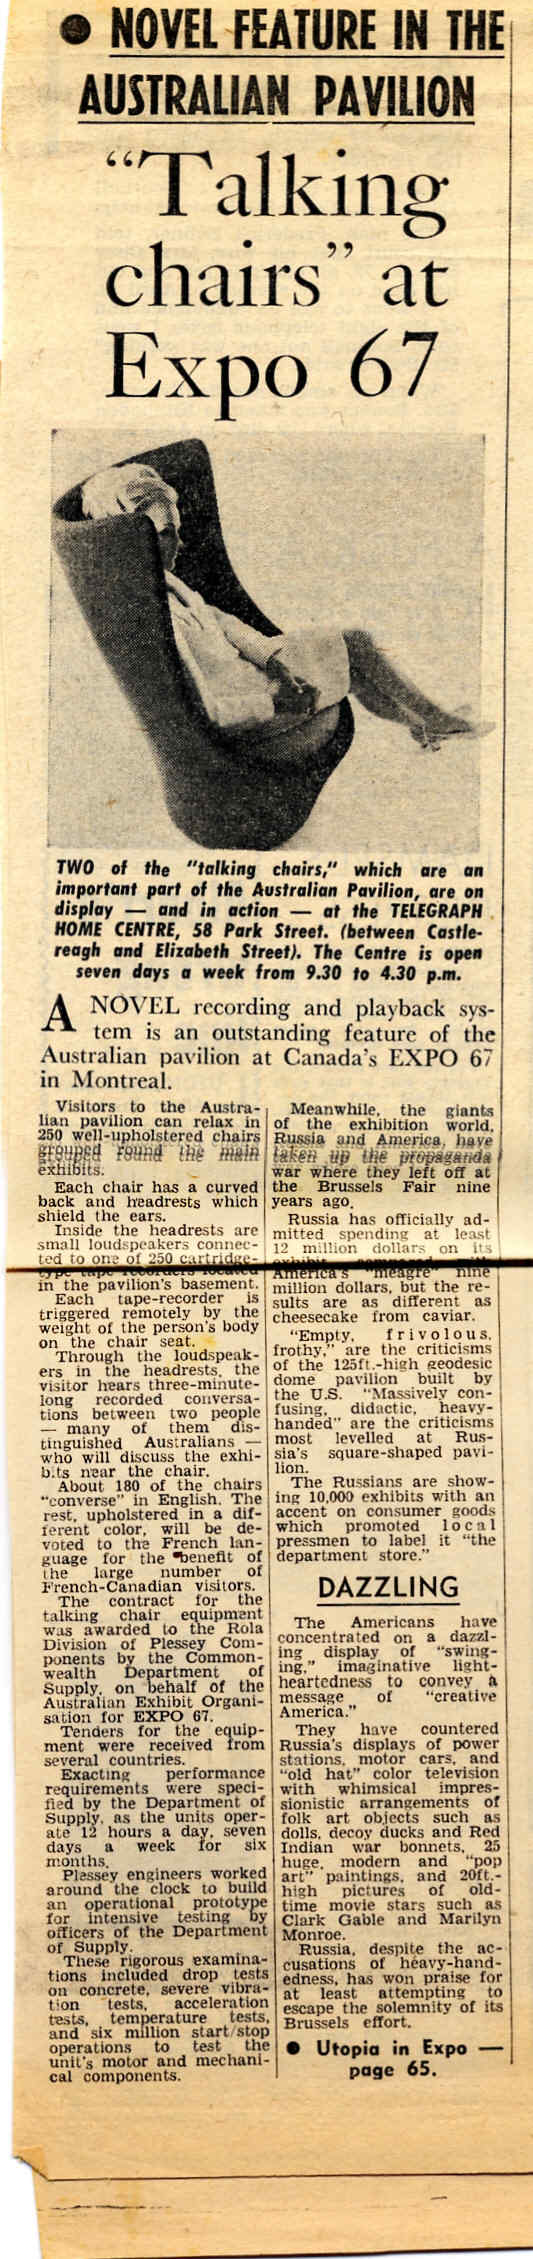 ● NOVEL FEATURE IN THE
AUSTRALIAN PAVILION
"Talking
chairs" at
Expo 67
TWO of the "talking chairs," which are an
important part of the Australian Pavilion, are on
display — and in action — at the TELEGRAPH
HOME CENTRE, 58 Park Street. (between Castle-
reagh and Elizabeth Street). The Centre is open
seven days a week from 9.30 to 4.30 p.m.
A NOVEL recording and playback sys-
tem is an outstanding feature of the
Australian pavilion at Canada's EXPO 67
in Montreal.
Visitors to the Austra-
lian pavilion can relax in
250 well-upholstered chairs
grouped round the main
exhibits.
Each chair has a curved
back and headrests which
shield the ears.
Inside the headrests are
small loudspeakers connec-
ted to one of 250 cartridge-
type tape recorders located
in the pavilion's basement.
Each tape-recorder is
triggered remotely by the
weight of the person's body
on the chair seat.
Through the loudspeak-
ers in the headrests, the
visitor hears three-minute-
long recorded conversa-
tions between two people
— many of them dis-
tinguished Australians —
who will discuss the exhi-
bits near the chair.
About 180 of the chairs
"converse" in English. The
rest, upholstered in a dif-
ferent color, will be de-
voted to the French lan-
guage for the benefit of
the large number of
French-Canadian visitors.
The contract for the
talking chair equipment
was awarded to the Rola
Division of Plessey Com-
ponents by the Common-
wealth Department of
Supply, on behalf of the
Australian Exhibit Organi-
sation for EXPO 67.
Tenders for the equip-
ment were received from
several countries.
Exacting performance
requirements were speci-
fied by the Department of
Supply, as the units oper-
ate 12 hours a day, seven
days a week for six
months.
Plessey engineers worked
around the clock to build
an operational prototype
for intensive testing by
officers of the Department
of Supply.
These rigorous examina-
tions included drop tests
on concrete, severe vibra-
tion tests, acceleration
tests, temperature tests,
and six million start/stop
operations to test the
unit's motor and mechani-
cal components.
Meanwhile, the giants
of the exhibition world,
Russia and America, have
taken up the propaganda
war where they left off at
the Brussels Fair nine
years ago.
Russia has officially ad-
mitted spending at least
12 million dollars on its
exhibit compared with
America's "meagre" nine
million dollars, but the re-
sults are as different as
cheesecake from caviar.
"Empty, frivolous,
frothy," are the criticisms
of the 125ft.-high geodesic
dome pavilion built by
the U.S. "Massively con-
fusing, didactic, heavy-
handed" are the criticisms
most levelled at Rus-
sia's square-shaped pavi-
lion.
The Russians are show-
ing 10,000 exhibits with an
accent on consumer goods
which promoted local
pressmen to label it "the
department store."
DAZZLING
The Americans have
concentrated on a dazzl-
ing display of "swing-
ing," imaginative light-
heartedness to convey a
message of "creative
America."
They have countered
Russia's displays of power
stations, motor cars, and
"old hat" color television
with whimsical impres-
sionistic arrangements of
folk art objects such as
dolls, decoy ducks and Red
Indian war bonnets, 25
huge, modern and "pop
art" paintings, and 20ft.-
high pictures of old-
time movie stars such as
Clark Gable and Marilyn
Monroe.
Russia, despite the ac-
cusations of heavy-hand-
edness, has won praise for
at least attempting to
escape the solemnity of its
Brussels effort.
● Utopia in Expo —
page 65.